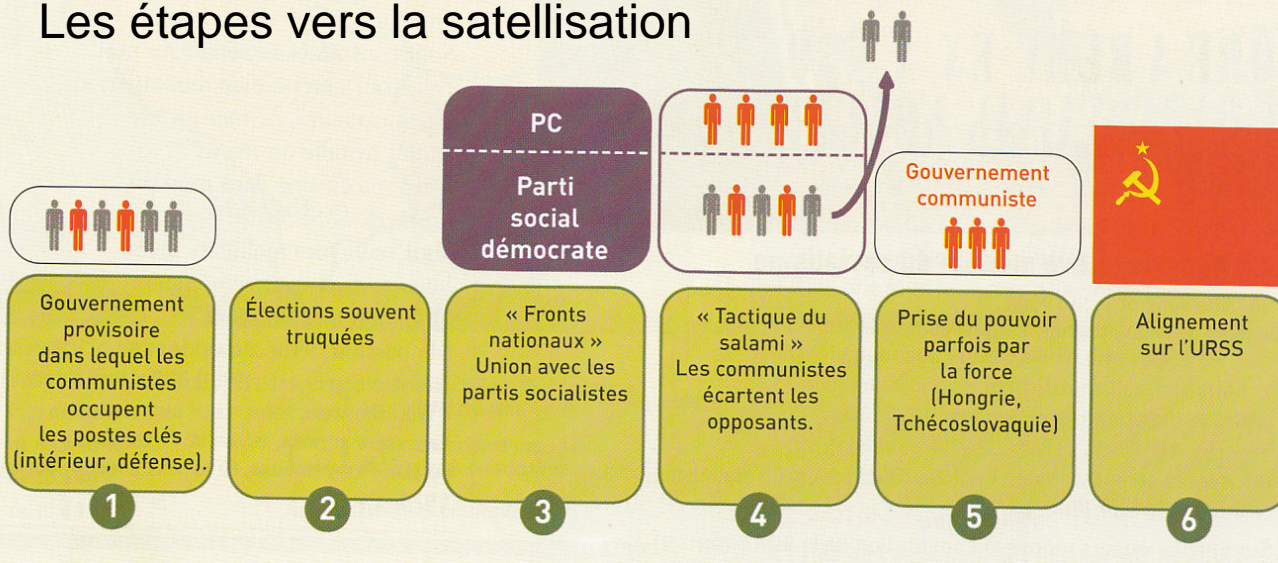 Les étapes vers la satellisation
PC
Parti
social
démocrate
Gouvernement
communiste
Gouvernement
provisoire
dans lequel les
communistes
occupent
les postes clés
(intérieur, défense).
1
Élections souvent
truquées
2
« Fronts
nationaux »
Union avec les
partis socialistes
3
« Tactique du
salami »
Les communistes
écartent les
opposants.
4
Prise du pouvoir
parfois par
la force
(Hongrie,
Tchécoslovaquie)
5
Alignement
sur l'URSS
6